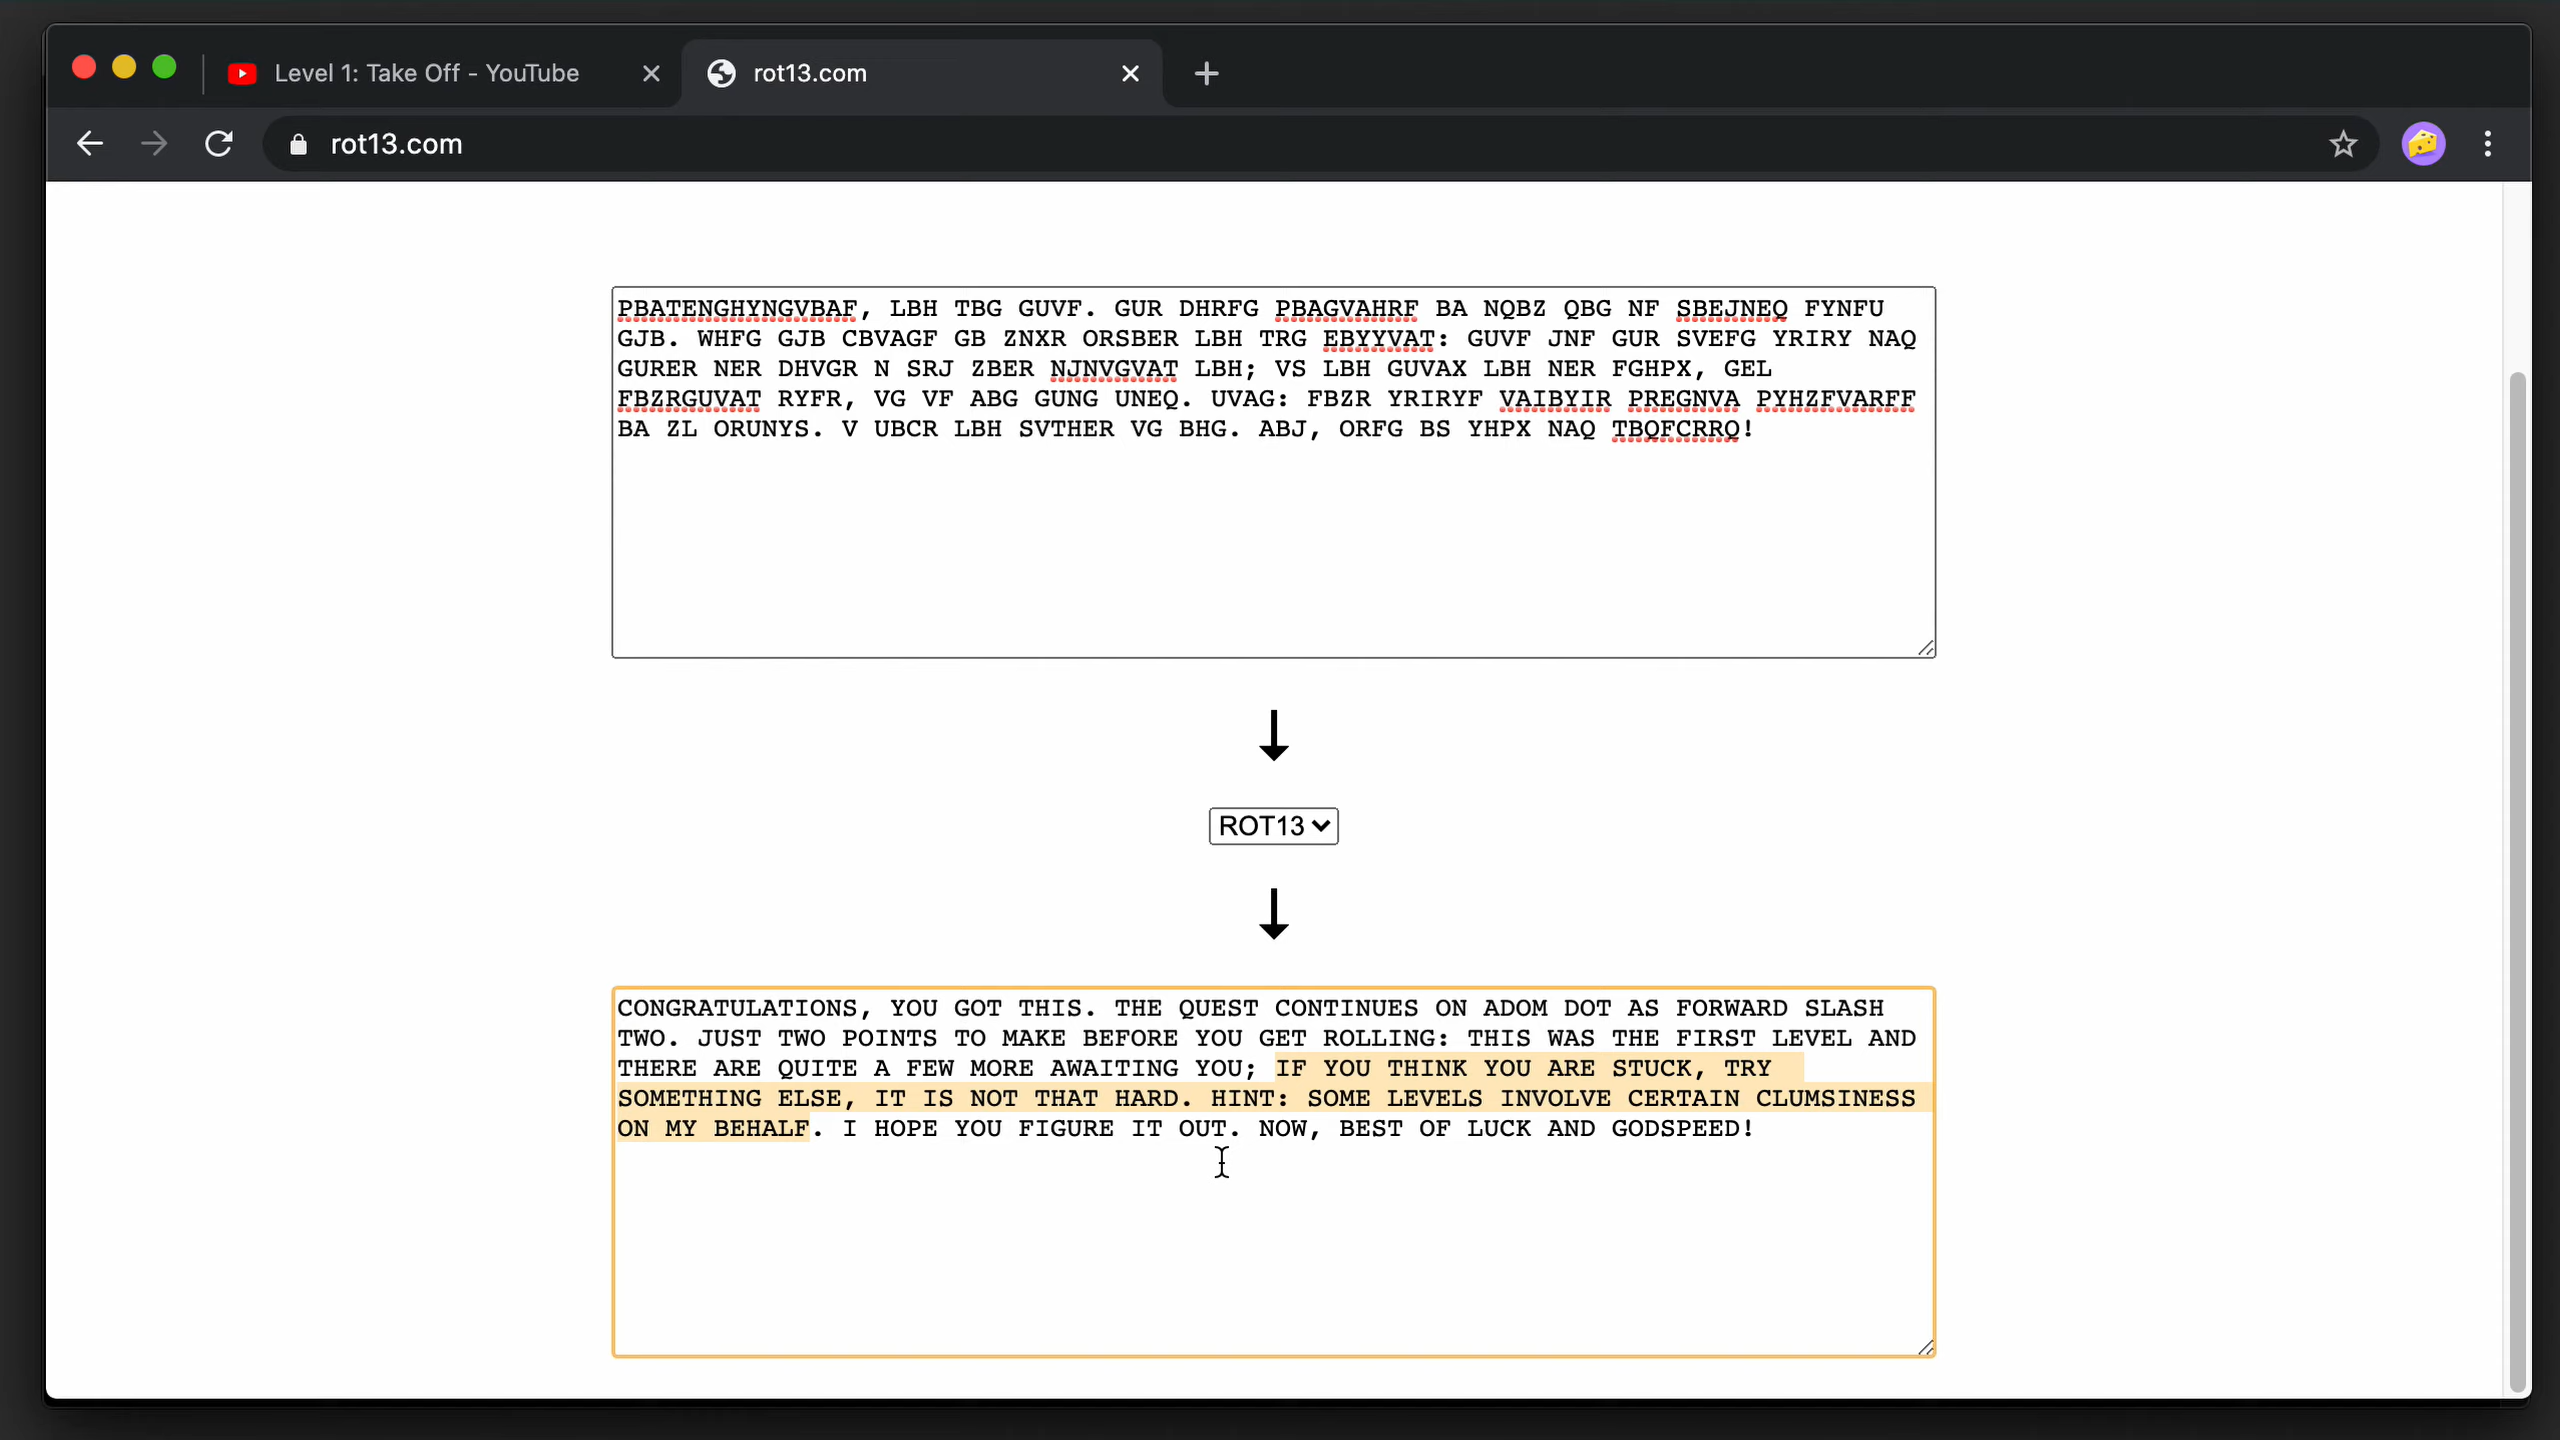 Level 1: Take Off - YouTube
rot13.com
rot13.com
PBATENGHYNGVBAF, LBH TBG GUVF. GUR DHRFG PBAGVAHRF BA NQBZ QBG NF SBEJNEQ FYNFU
GJB. WHFG GJB CBVAGF GB ZNXR ORSBER LBH TRG EBYYVAT: GUVF JNF GUR SVEFG YRIRY NAQ
GURER NER DHVGR N SRJ ZBER NJNVGVAT LBH; VS LBH GUVAX LBH NER FGHPX, GEL
FBZRGUVAT RYFR, VG VF ABG GUNG UNEQ. UVAG: FBZR YRIRYF VAIBYIR PREGNVA PYHZFVARFF
BA ZL ORUNYS. V UBCR LBH SVTHER VG BHG. ABJ, ORFG BS YHPX NAQ TBQFCRRQ!
ROT13
CONGRATULATIONS, YOU GOT THIS. THE QUEST CONTINUES ON ADOM DOT AS FORWARD SLASH
TWO. JUST TWO POINTS TO MAKE BEFORE YOU GET ROLLING: THIS WAS THE FIRST LEVEL AND
THERE ARE QUITE A FEW MORE AWAITING YOU; IF YOU THINK YOU ARE STUCK, TRY
SOMETHING ELSE, IT IS NOT THAT HARD. HINT: SOME LEVELS INVOLVE CERTAIN CLUMSINESS
ON MY BEHALF. I HOPE YOU FIGURE IT OUT. NOW, BEST OF LUCK AND GODSPEED!